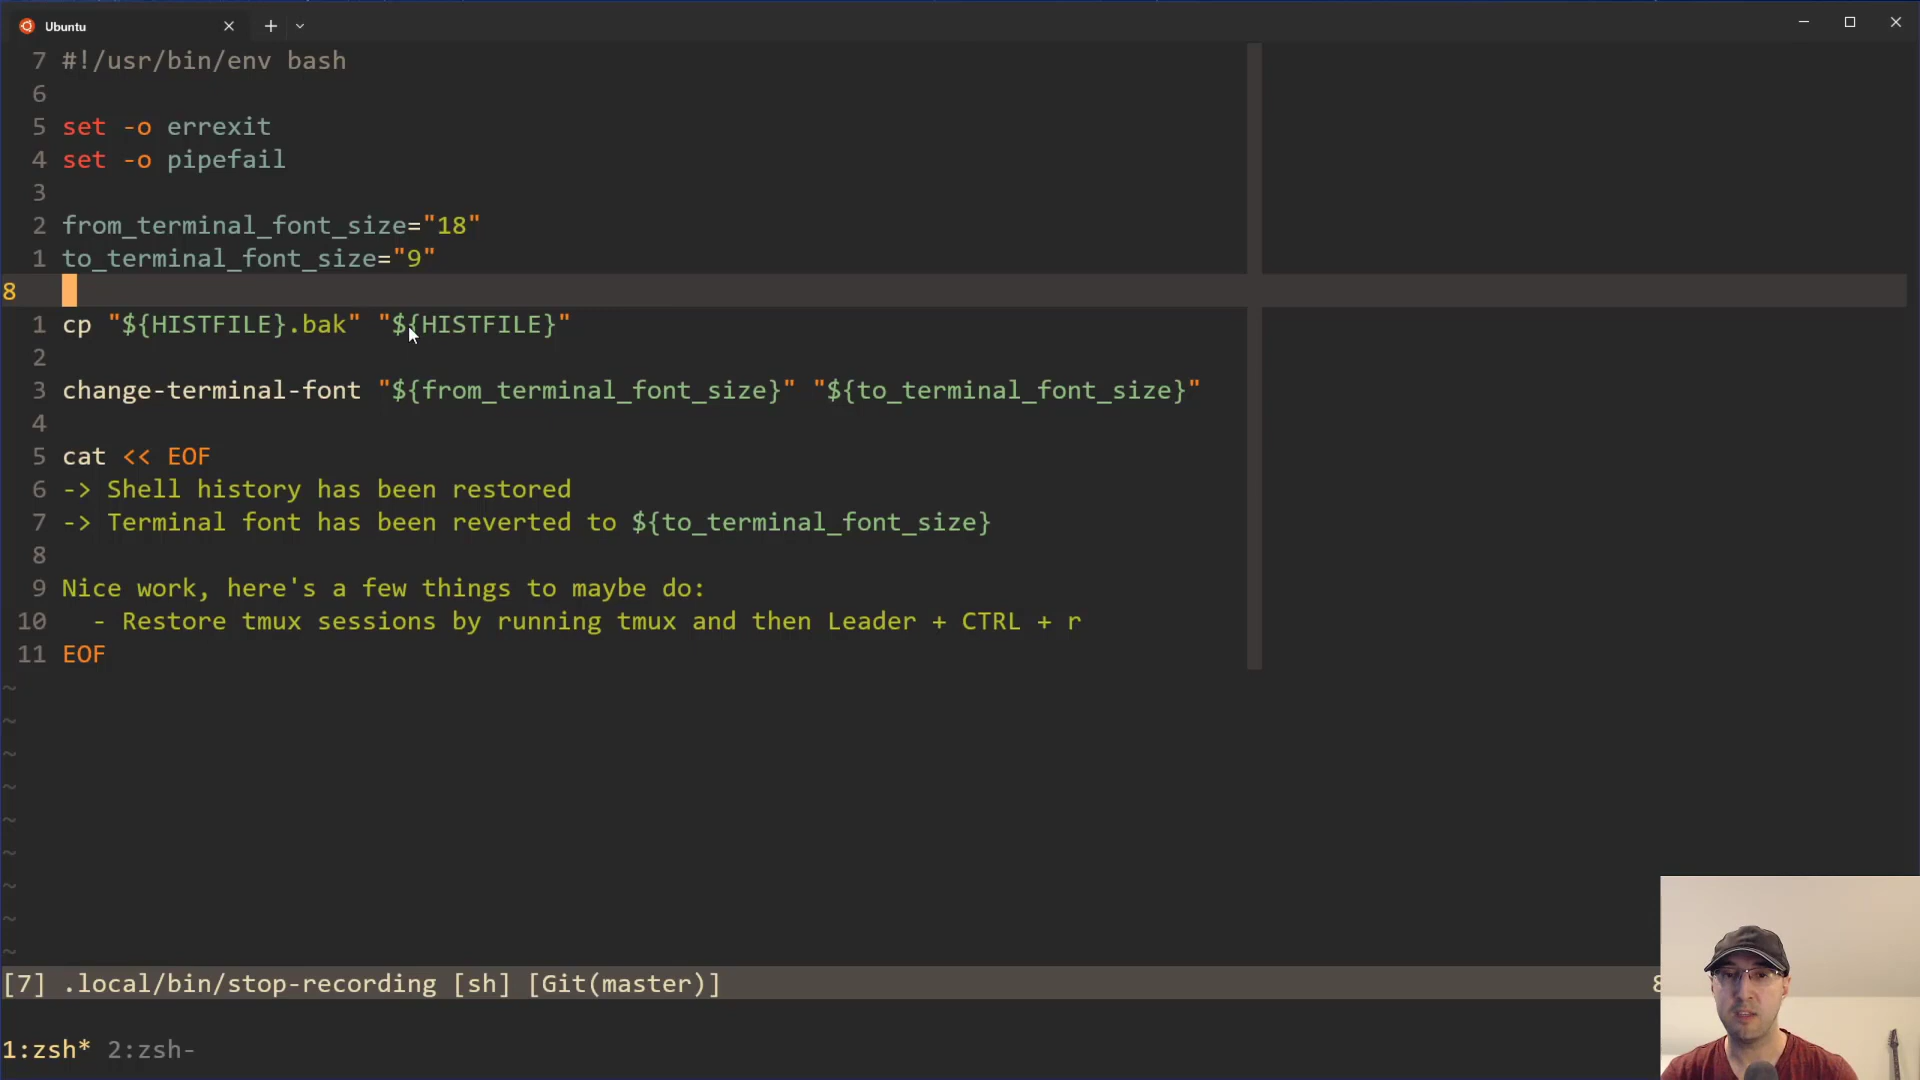 Ubuntu
7 #!/usr/bin/env bash
6
5 set -o errexit
4 set -o pipefail
3
2 from_terminal_font_size="18"
1 to_terminal_font_size="9"
8
1 cp "${HISTFILE}.bak" "${HISTFILE}"
2
3 change-terminal-font "${from_terminal_font_size}" "${to_terminal_font_size}"
4
5 cat << EOF
6 -> Shell history has been restored
7 -> Terminal font has been reverted to ${to_terminal_font_size}
8
9 Nice work, here's a few things to maybe do:
10   - Restore tmux sessions by running tmux and then Leader + CTRL + r
11 EOF
~
~
~
~
~
~
~
~
~
[7] .local/bin/stop-recording [sh] [Git(master)]
1:zsh* 2:zsh-